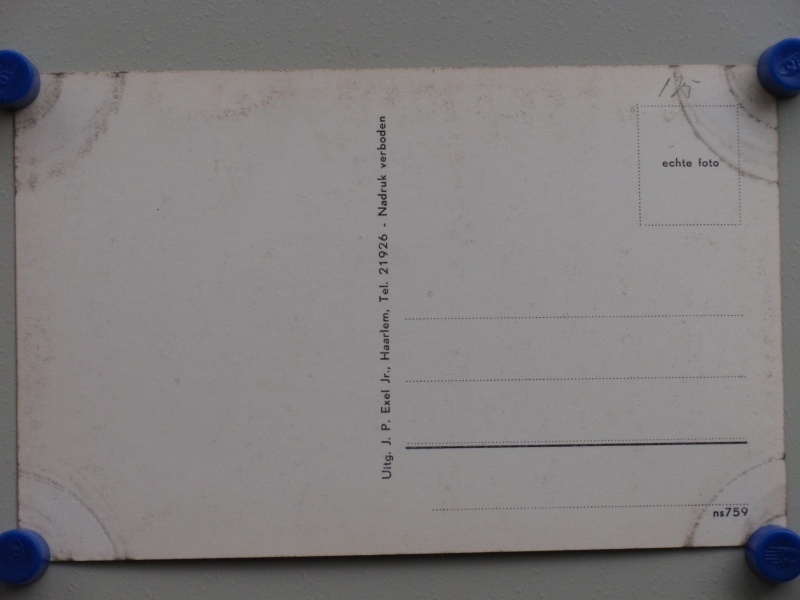 Uitg. J. P. Exel Jr., Haarlem, Tel. 21926 - Nadruk verboden
echte foto
ns759